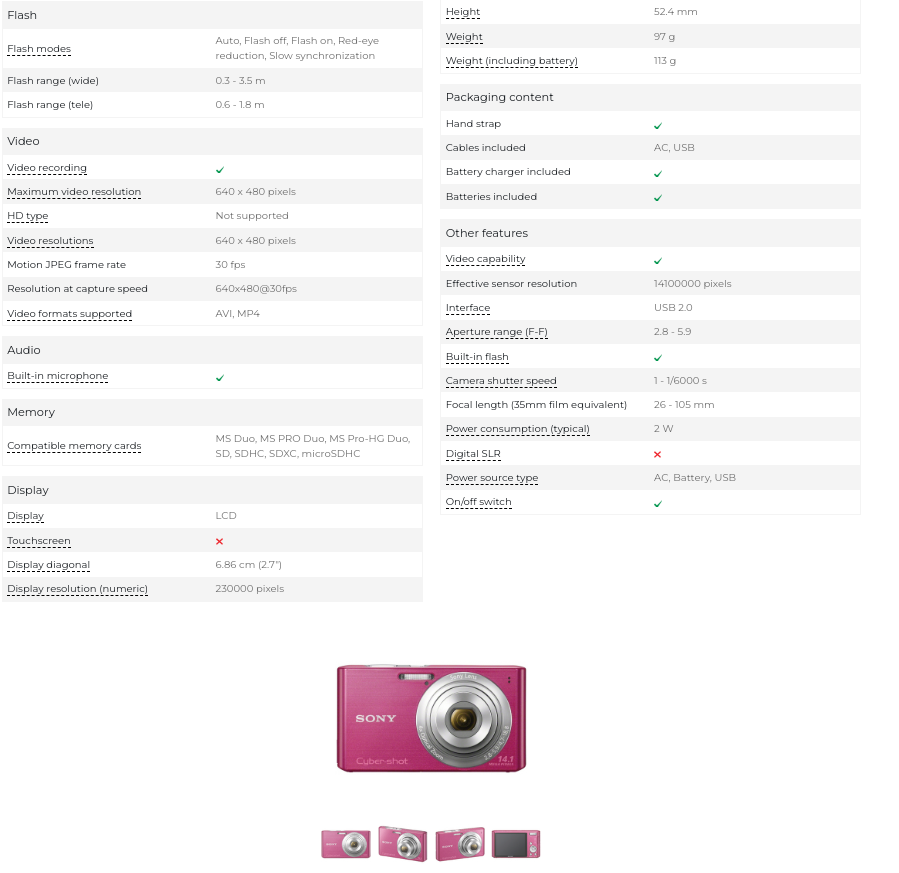 Flash
Flash modes
Auto, Flash off, Flash on, Red-eye
reduction, Slow synchronization
Flash range (wide)
0.3 - 3.5 m
Flash range (tele)
0.6 - 1.8 m
Video
Video recording
Maximum video resolution
640 x 480 pixels
HD type
Not supported
Video resolutions
640 x 480 pixels
Motion JPEG frame rate
30 fps
Resolution at capture speed
640x480@30fps
Video formats supported
AVI, MP4
Audio
Built-in microphone
Memory
Compatible memory cards
MS Duo, MS PRO Duo, MS Pro-HG Duo,
SD, SDHC, SDXC, microSDHC
Display
Display
LCD
Touchscreen
Display diagonal
6.86 cm (2.7")
Display resolution (numeric)
230000 pixels
Height
52.4 mm
Weight
97 g
Weight (including battery)
113 g
Packaging content
Hand strap
Cables included
AC, USB
Battery charger included
Batteries included
Other features
Video capability
Effective sensor resolution
14100000 pixels
Interface
USB 2.0
Aperture range (F-F)
2.8 - 5.9
Built-in flash
Camera shutter speed
1 - 1/6000 s
Focal length (35mm film equivalent)
26 - 105 mm
Power consumption (typical)
2 W
Digital SLR
Power source type
AC, Battery, USB
On/off switch
Sony Lens
SONY
Optical Zoom
Cyber-shot
14.1